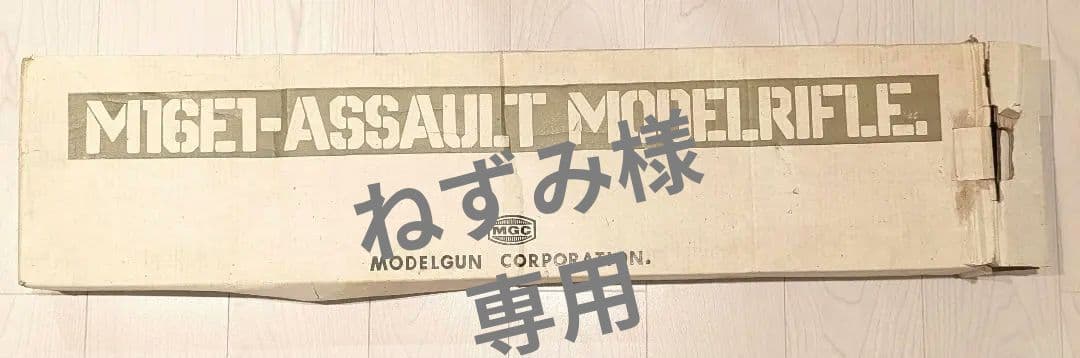 M16E1-ASSAULT MODELRIFLE.
ねずみ様
MGC
MODELGUN CORPORATION.
専用